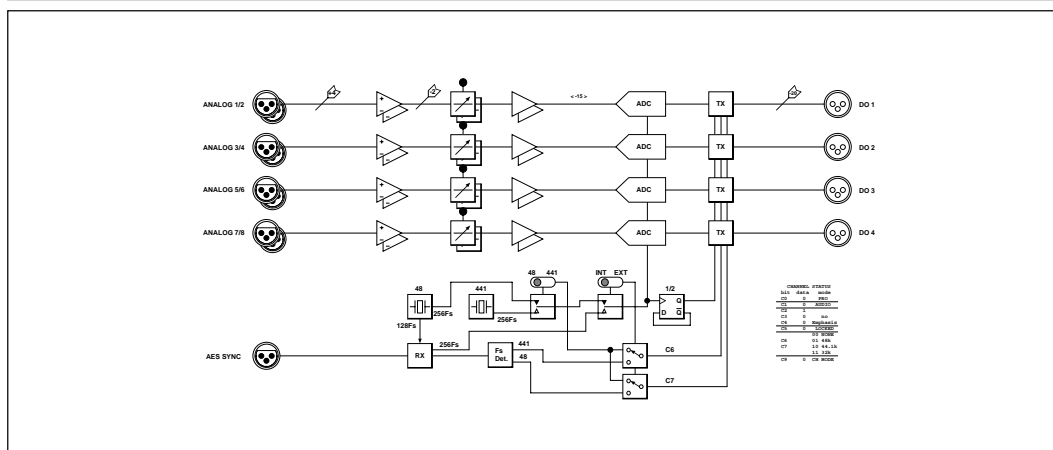 ANALOG 1/2 +4 + − − -2 < -15 > ADC TX -20 DO 1
ANALOG 3/4 + − − ADC TX DO 2
ANALOG 5/6 + − − ADC TX DO 3
ANALOG 7/8 + − − ADC TX DO 4
48 441 INT EXT
48 441 1/2
256Fs 256Fs D Q Q
128Fs
256Fs
AES SYNC RX Fs Det. 441 48 C6
C7
CHANNEL STATUS
bit data mode
C0 0 PRO
C1 0 AUDIO
C2 1
C3 0 no
C4 0 Emphasis
C5 0 LOCKED
00 NONE
C6 01 48k
C7 10 44.1k
11 32k
C9 0 CH MODE